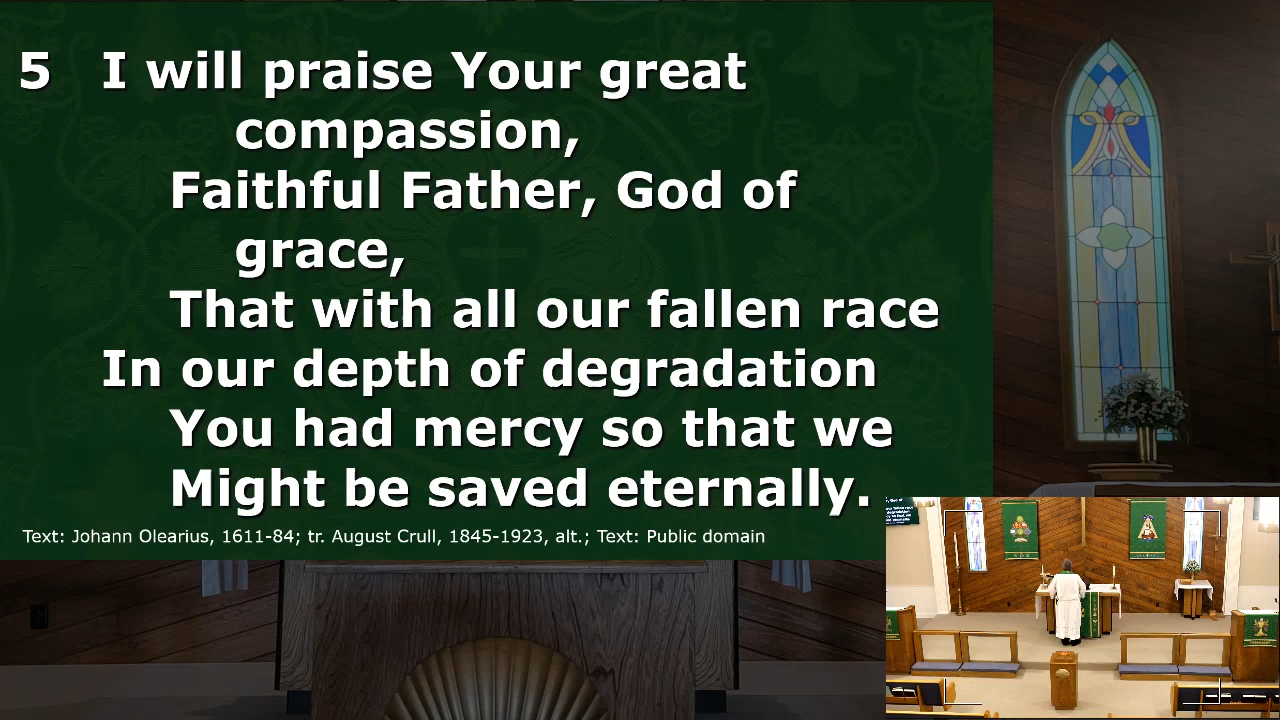 5 I will praise Your great
compassion,
Faithful Father, God of
grace,
That with all our fallen race
In our depth of degradation
You had mercy so that we
Might be saved eternally.
Text: Johann Olearius, 1611-84; tr. August Crull, 1845-1923, alt.; Text: Public domain